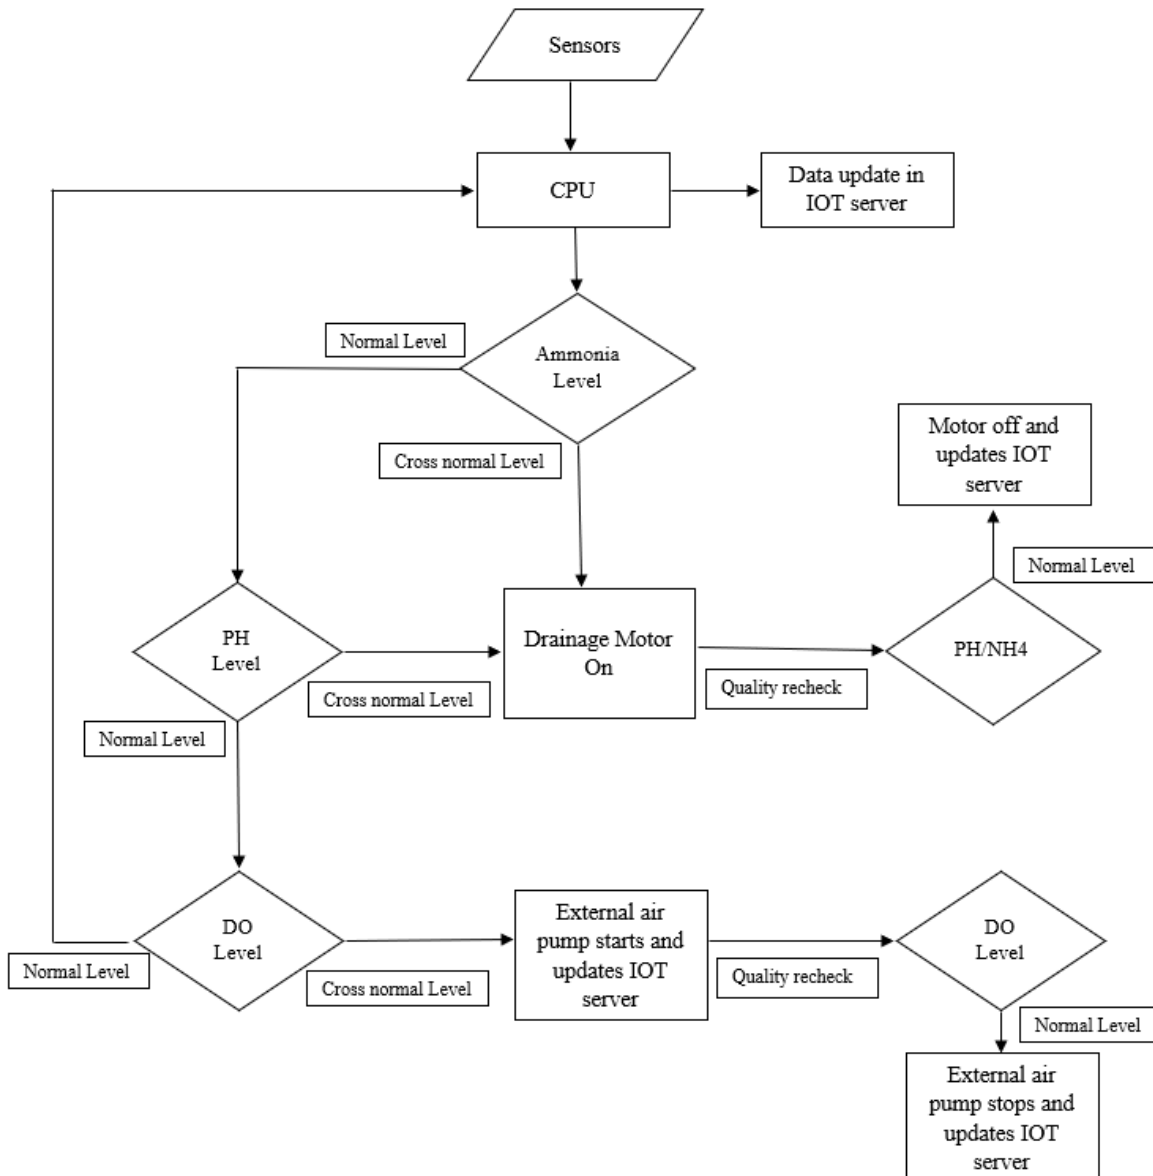 Sensors
CPU
Data update in
IOT server
Normal Level
Ammonia
Level
Cross normal Level
Motor off and
updates IOT
server
Normal Level
PH
Level
Drainage Motor
On
PH/NH4
Cross normal Level
Quality recheck
Normal Level
DO
Level
External air
pump starts and
updates IOT
server
DO
Level
Normal Level
Cross normal Level
Quality recheck
Normal Level
External air
pump stops and
updates IOT
server